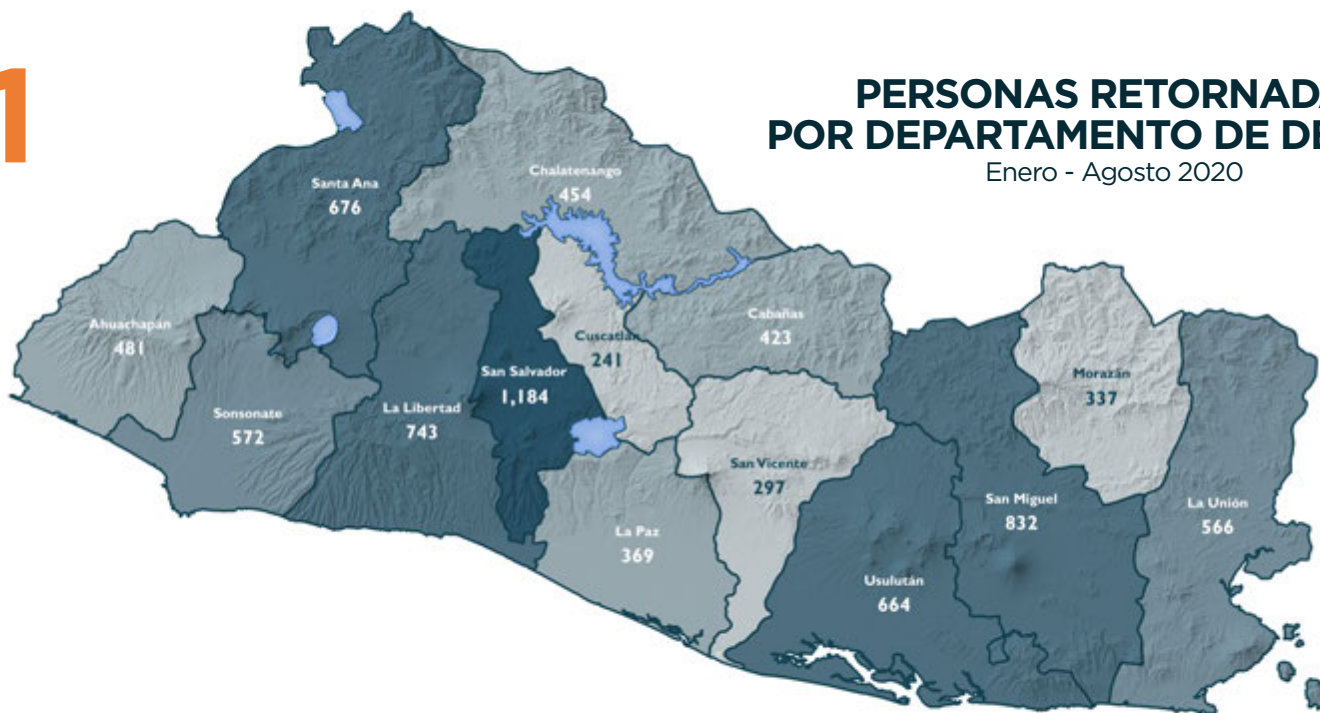 1
PERSONAS RETORNADA
POR DEPARTAMENTO DE DE
Enero - Agosto 2020
Santa Ana
676
Chalatenango
454
Ahuachapán
481
Sonsonate
572
La Libertad
743
San Salvador
1,184
Cuscatlán
241
Cabañas
423
San Vicente
297
La Paz
369
Usulután
664
San Miguel
832
Morazán
337
La Unión
566